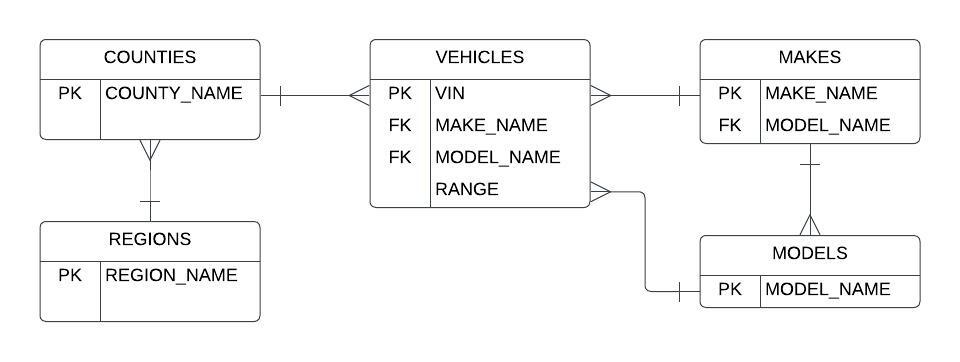 COUNTIES
PK COUNTY_NAME
VEHICLES
PK VIN
FK MAKE_NAME
FK MODEL_NAME
RANGE
MAKES
PK MAKE_NAME
FK MODEL_NAME
REGIONS
PK REGION_NAME
MODELS
PK MODEL_NAME